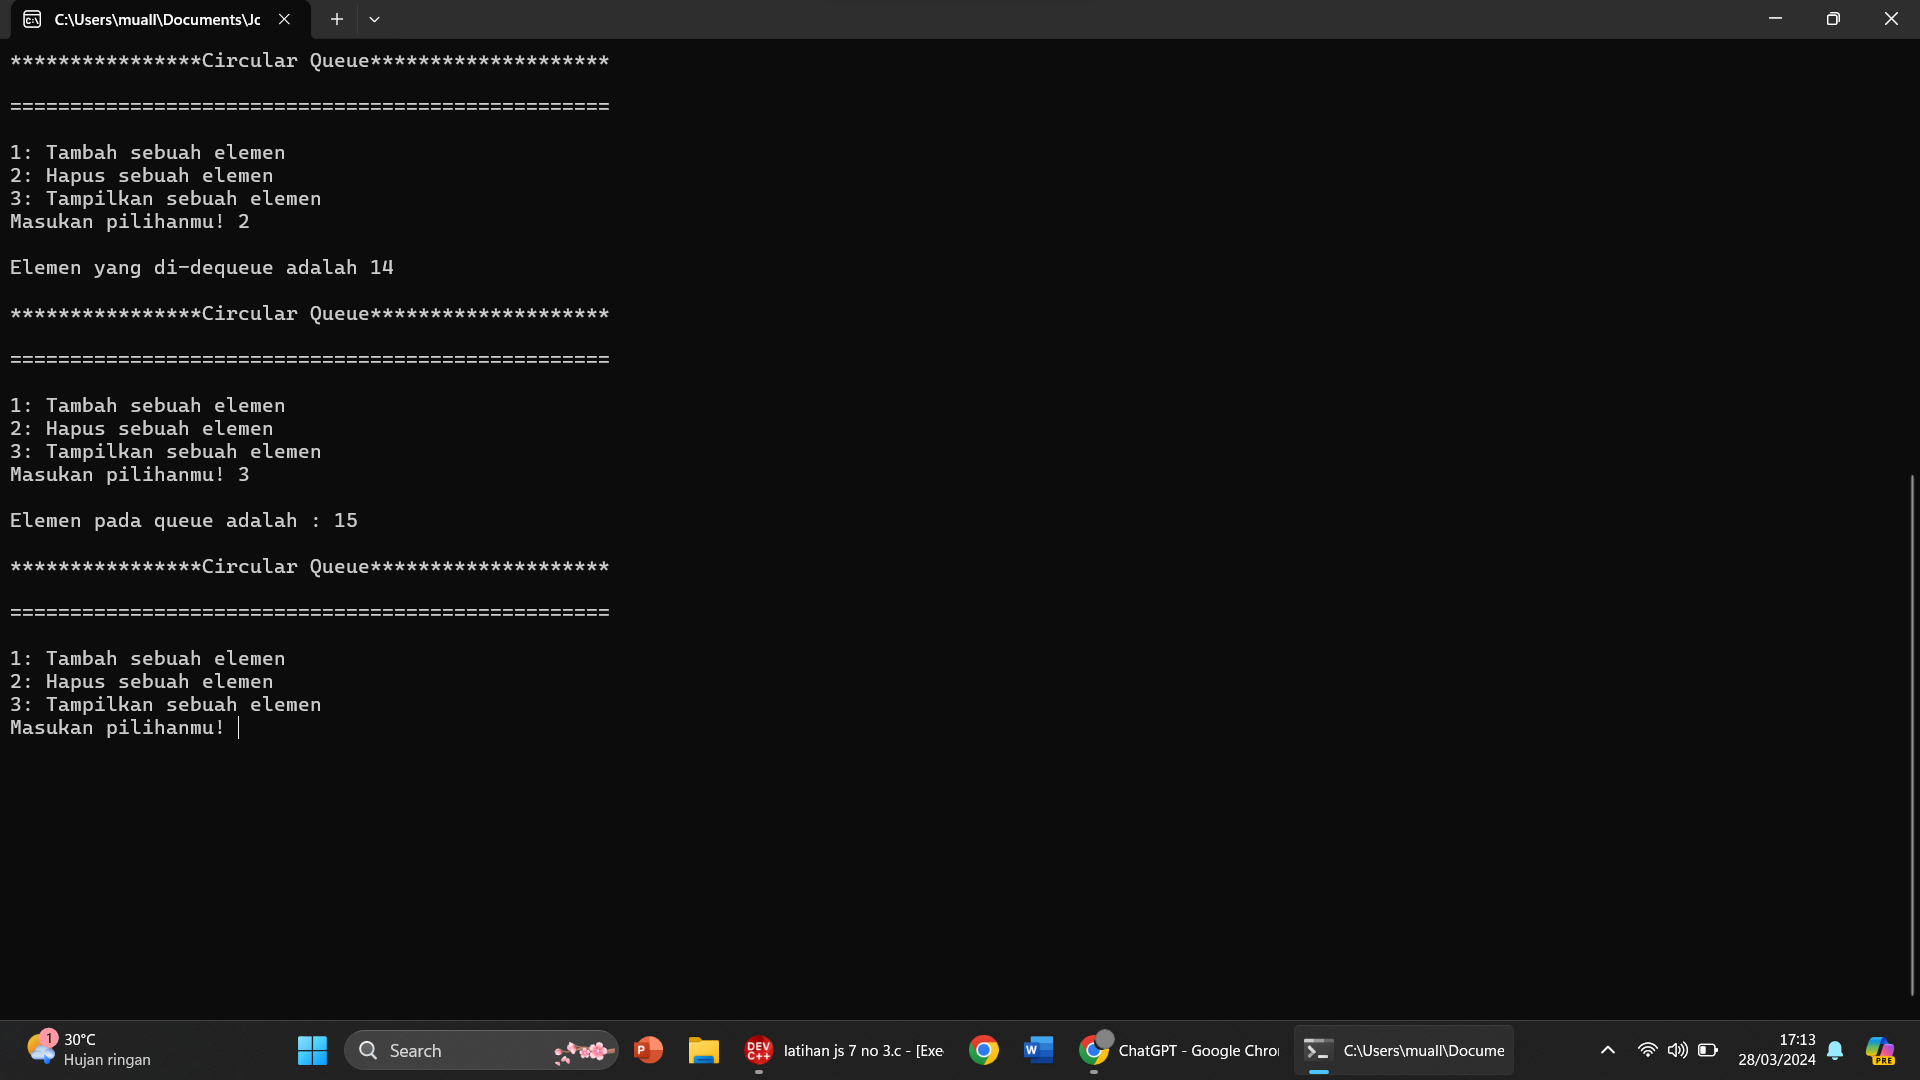 C:\Users\muall\Documents\Jc
****************Circular Queue********************
==================================================
1: Tambah sebuah elemen
2: Hapus sebuah elemen
3: Tampilkan sebuah elemen
Masukan pilihanmu! 2
Elemen yang di-dequeue adalah 14
****************Circular Queue********************
==================================================
1: Tambah sebuah elemen
2: Hapus sebuah elemen
3: Tampilkan sebuah elemen
Masukan pilihanmu! 3
Elemen pada queue adalah : 15
****************Circular Queue********************
==================================================
1: Tambah sebuah elemen
2: Hapus sebuah elemen
3: Tampilkan sebuah elemen
Masukan pilihanmu!
1
30°C
Hujan ringan
Search
P
DEV C++
latihan js 7 no 3.c - [Exe
W
ChatGPT - Google Chro
C:\Users\muall\Docume
17:13
28/03/2024
PRE